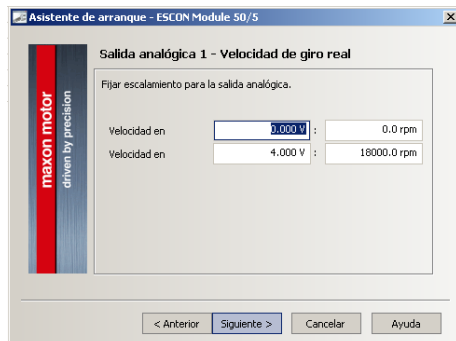 Asistente de arranque - ESCON Module 50/5
Salida analógica 1 - Velocidad de giro real
Fijar escalamiento para la salida analógica.
Velocidad en 0.000 V : 0.0 rpm
Velocidad en 4.000 V : 18000.0 rpm
maxon motor
driven by precision
< Anterior Siguiente > Cancelar Ayuda